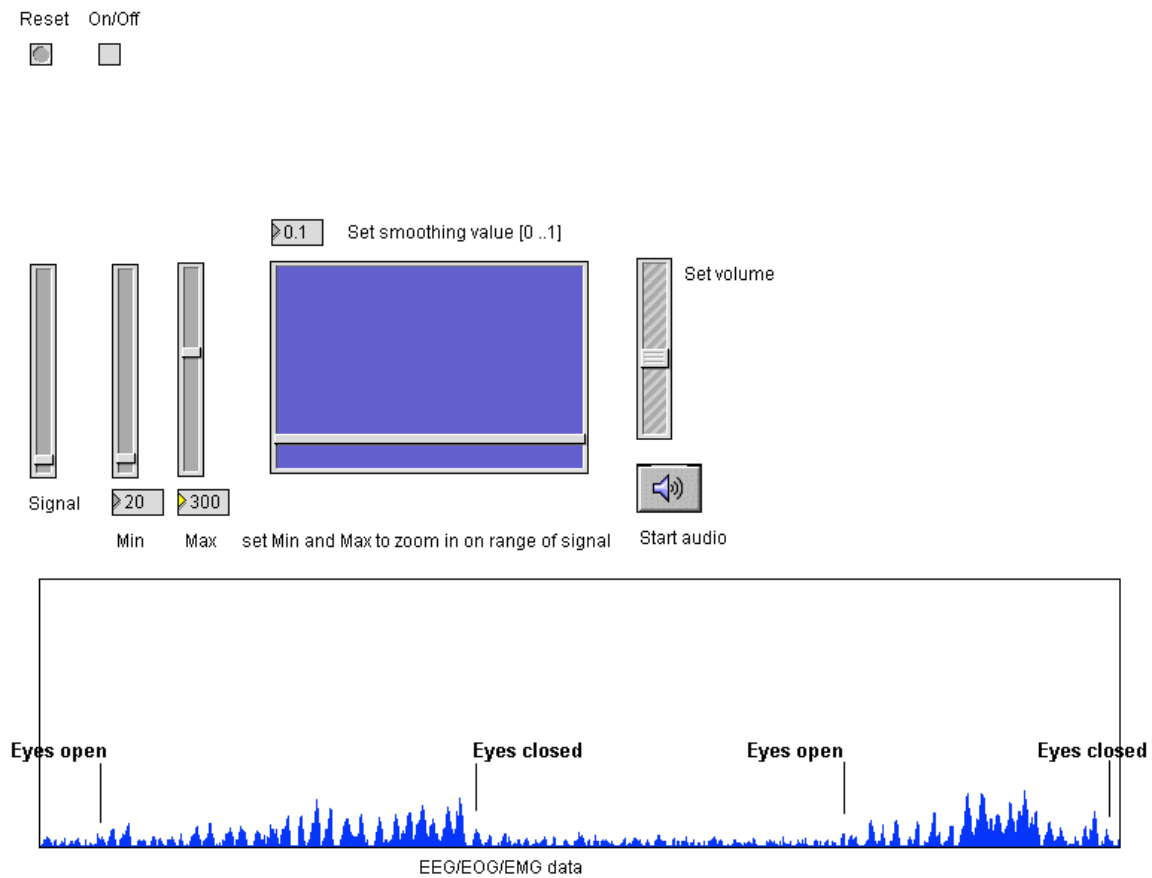 Reset On/Off
0.1 Set smoothing value [0 ..1]
Set volume
Signal 20 300
Min Max set Min and Max to zoom in on range of signal Start audio
Eyes open Eyes closed Eyes open Eyes closed
EEG/EOG/EMG data